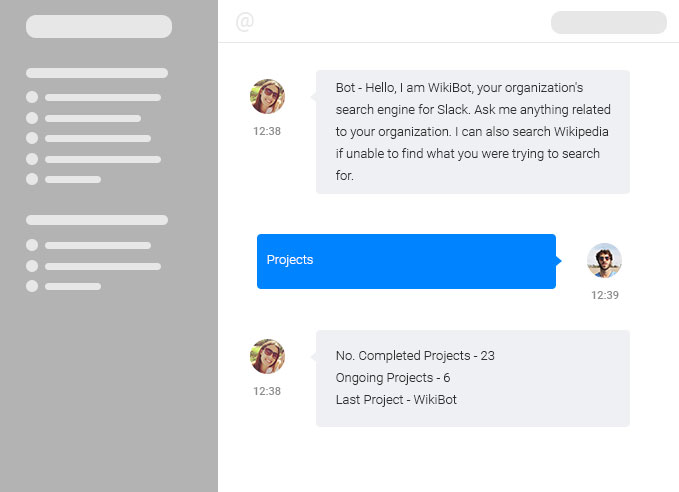 @
Bot - Hello, I am WikiBot, your organization's
search engine for Slack. Ask me anything related
to your organization. I can also search Wikipedia
if unable to find what you were trying to search
for.
12:38
Projects
12:39
No. Completed Projects - 23
Ongoing Projects - 6
Last Project - WikiBot
12:38